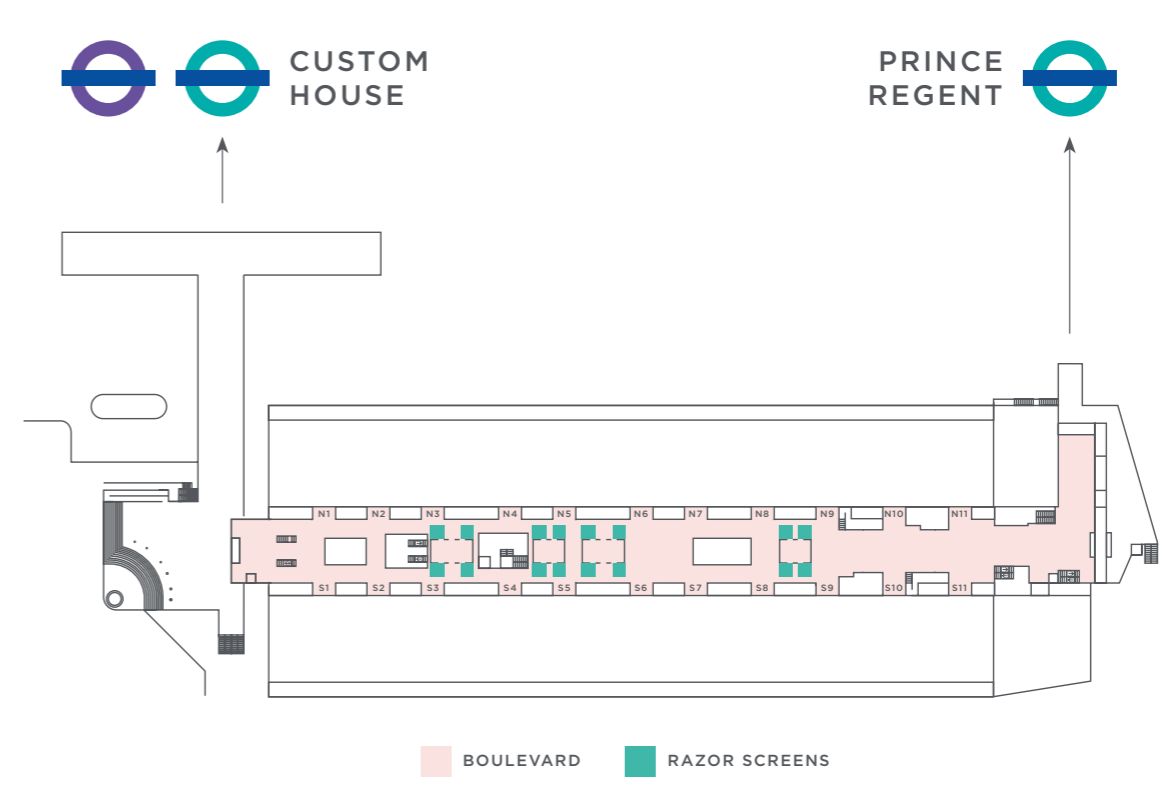 CUSTOM
HOUSE
PRINCE
REGENT
N1 N2 N3 N4 N5 N6 N7 N8 N9 N10 N11
S1 S2 S3 S4 S5 S6 S7 S8 S9 S10 S11
BOULEVARD
RAZOR SCREENS